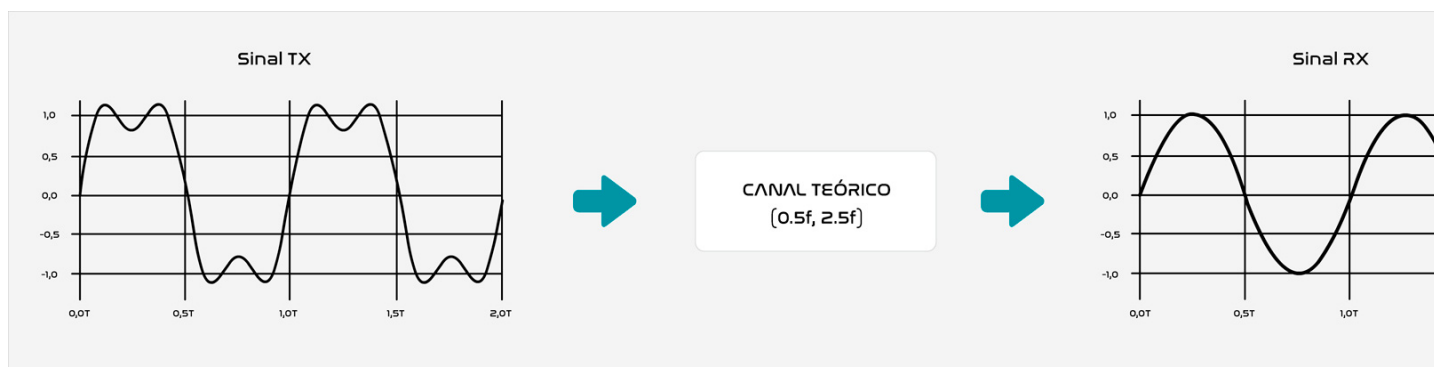 Sinal TX
1,0
0,5
0,0
-0,5
-1,0
0,0T 0,5T 1,0T 1,5T 2,0T
CANAL TEÓRICO
(0.5f, 2.5f)
Sinal RX
1,0
0,5
0,0
-0,5
-1,0
0,0T 0,5T 1,0T